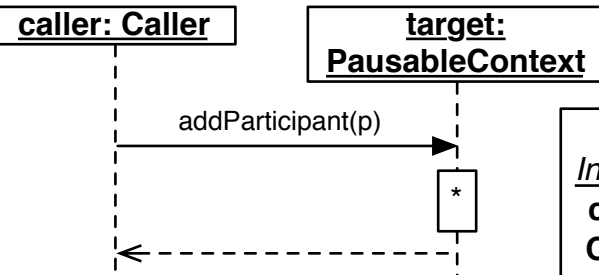 caller: Caller
target:
PausableContext
addParticipant(p)
*